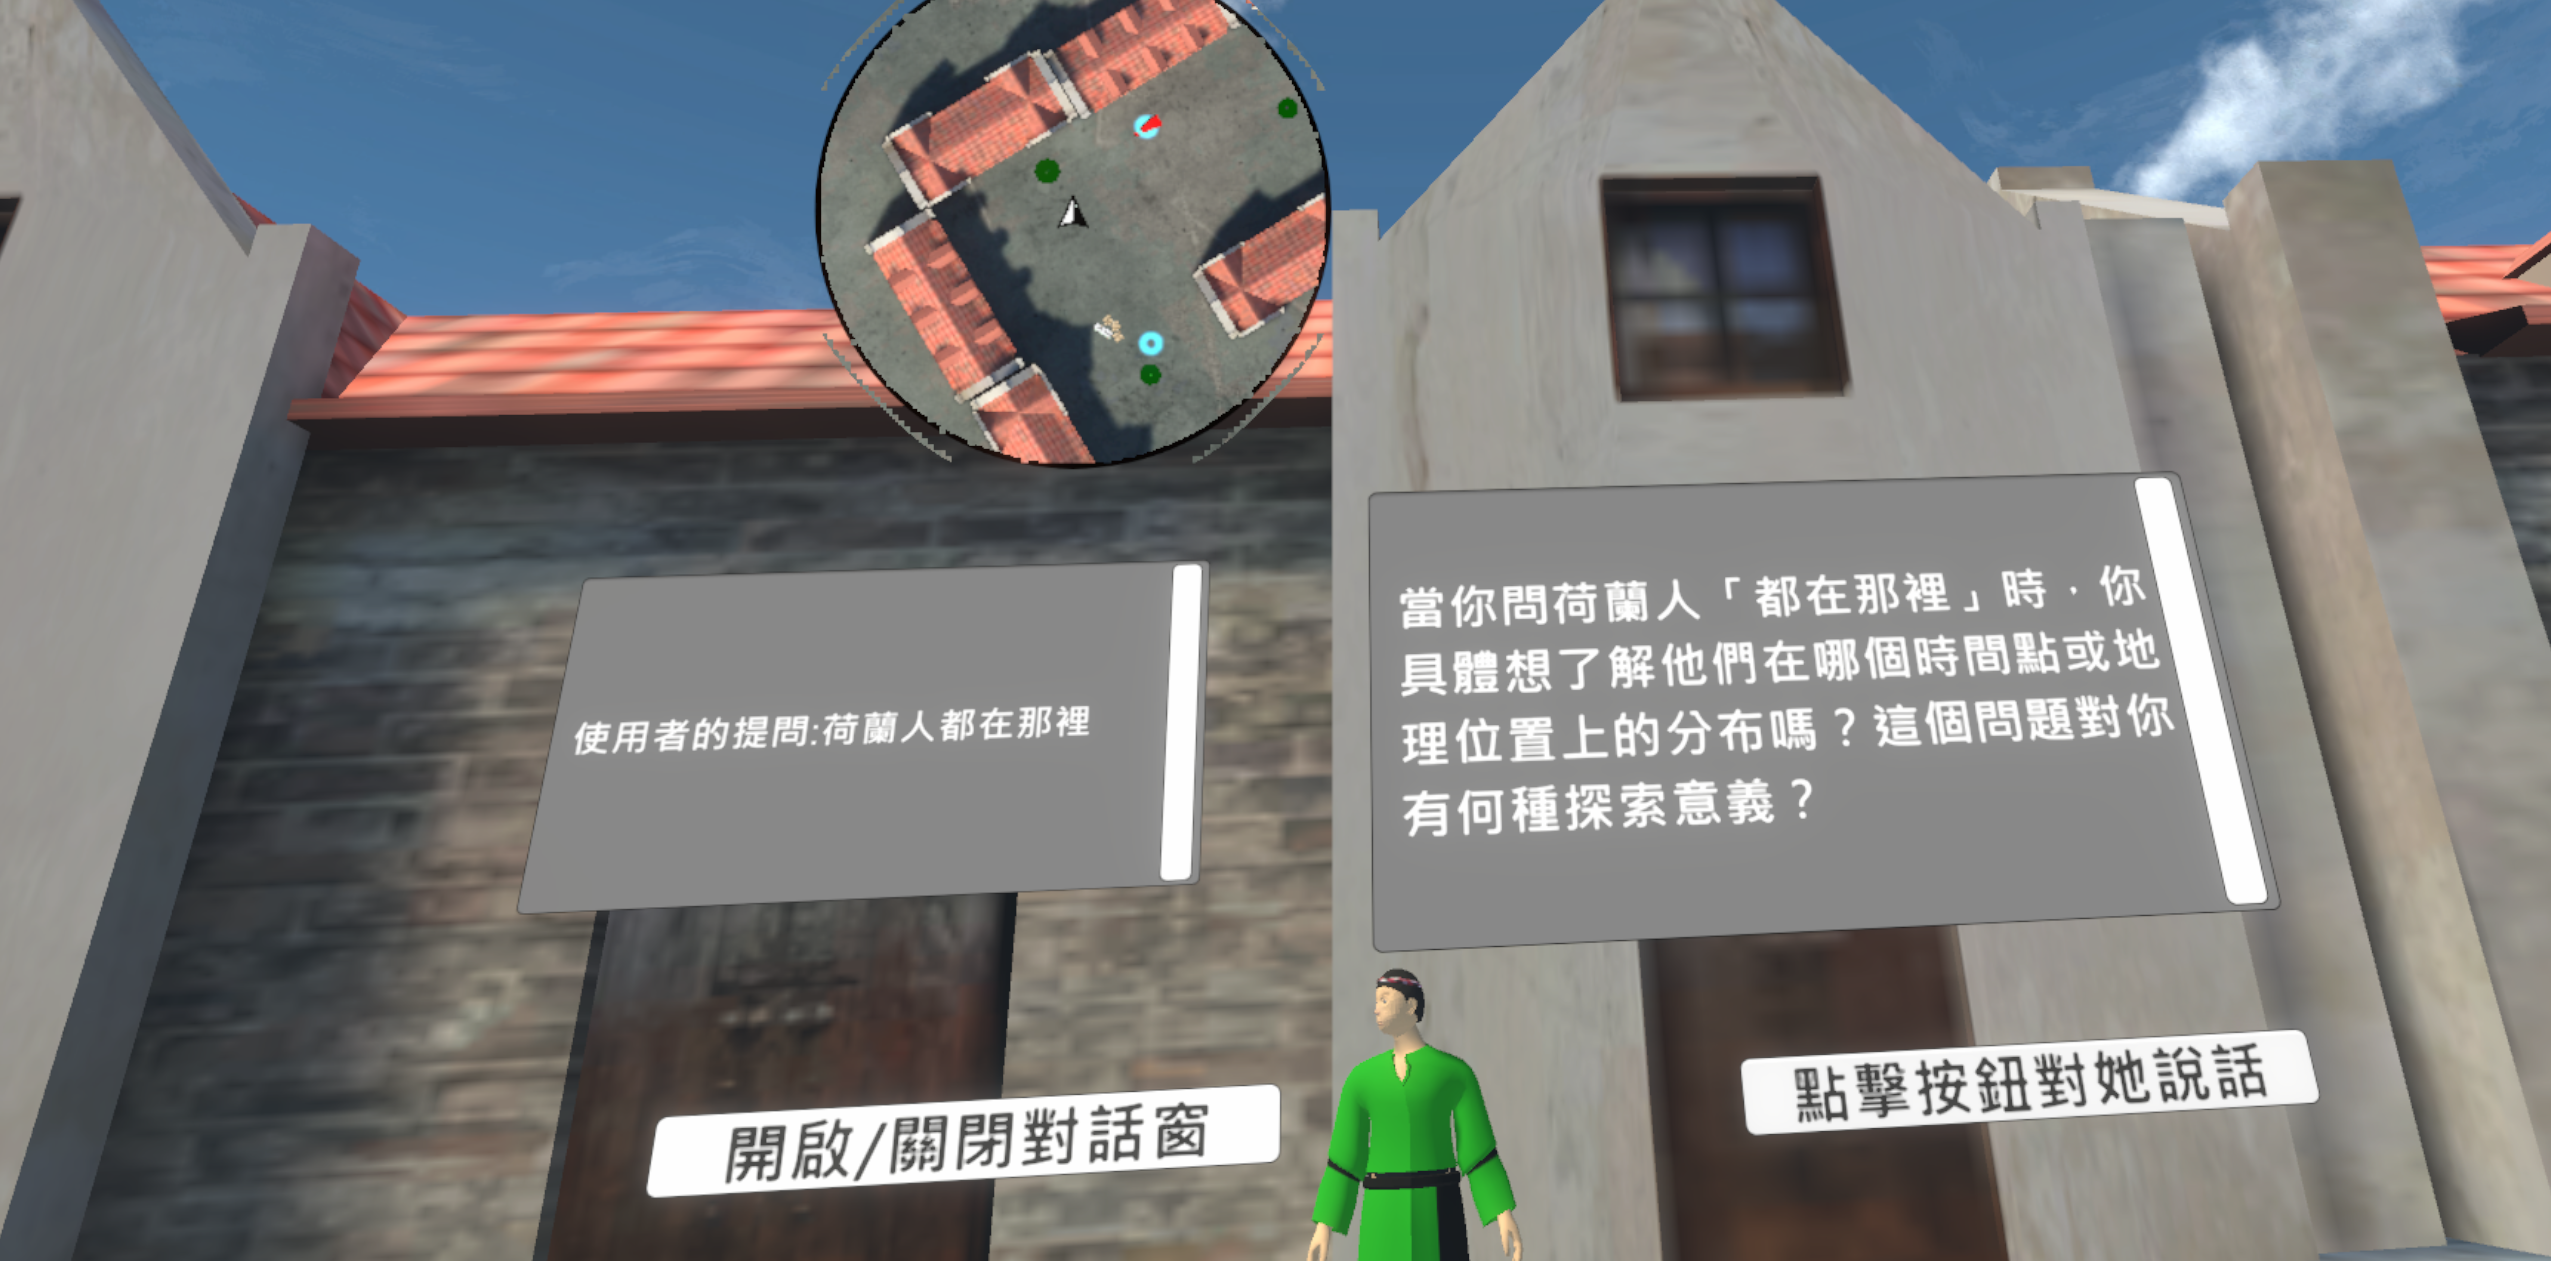 使用者的提問:荷蘭人都在那裡
當你問荷蘭人「都在那裡」時，你
具體想了解他們在哪個時間點或地
理位置上的分布嗎？這個問題對你
有何種探索意義？
開啟/關閉對話窗
點擊按鈕對她說話